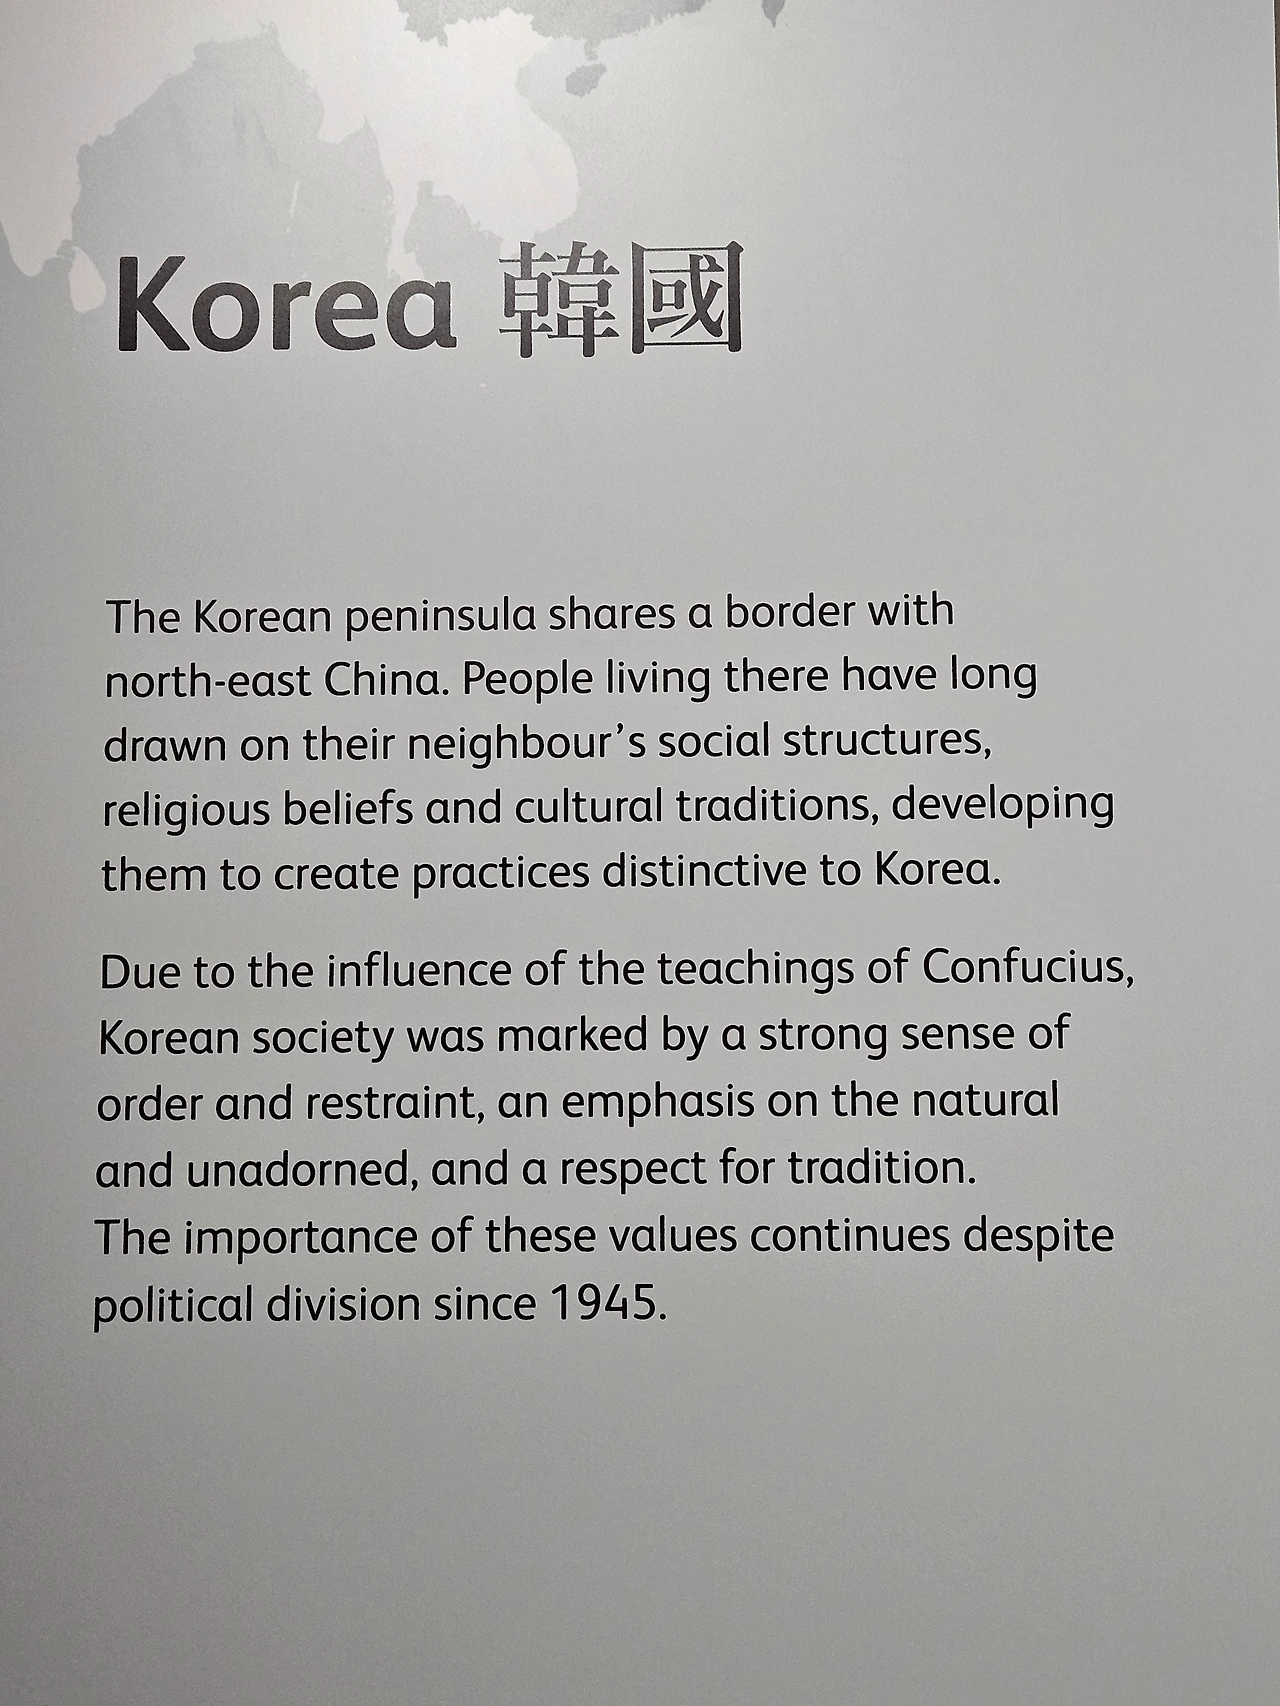 Korea 韓國
The Korean peninsula shares a border with
north-east China. People living there have long
drawn on their neighbour’s social structures,
religious beliefs and cultural traditions, developing
them to create practices distinctive to Korea.
Due to the influence of the teachings of Confucius,
Korean society was marked by a strong sense of
order and restraint, an emphasis on the natural
and unadorned, and a respect for tradition.
The importance of these values continues despite
political division since 1945.